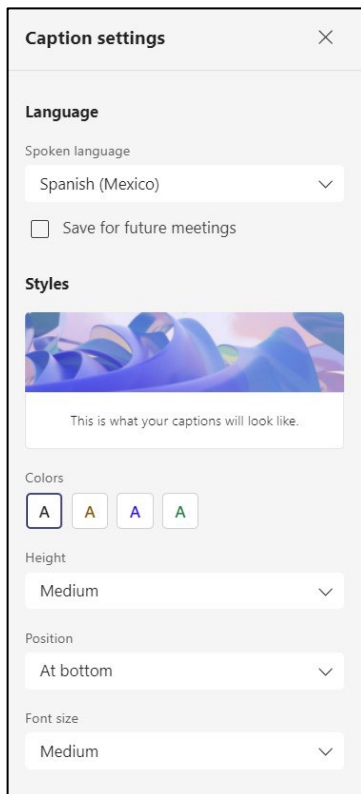 Caption settings
Language
Spoken language
Spanish (Mexico)
Save for future meetings
Styles
This is what your captions will look like.
Colors
A A A A
Height
Medium
Position
At bottom
Font size
Medium